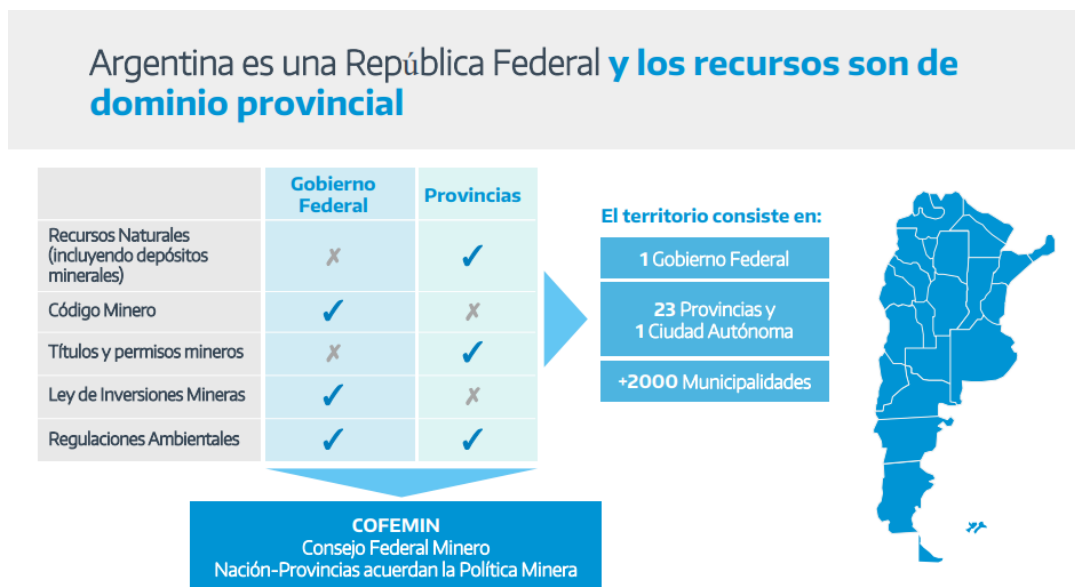 Argentina es una República Federal y los recursos son de
dominio provincial
Gobierno
Federal
Provincias
Recursos Naturales
(incluyendo depósitos
minerales)
✗ ✓
Código Minero ✓ ✗
Títulos y permisos mineros ✗ ✓
Ley de Inversiones Mineras ✓ ✗
Regulaciones Ambientales ✓ ✓
COFEMIN
Consejo Federal Minero
Nación-Provincias acuerdan la Política Minera
El territorio consiste en:
1 Gobierno Federal
23 Provincias y
1 Ciudad Autónoma
+2000 Municipalidades